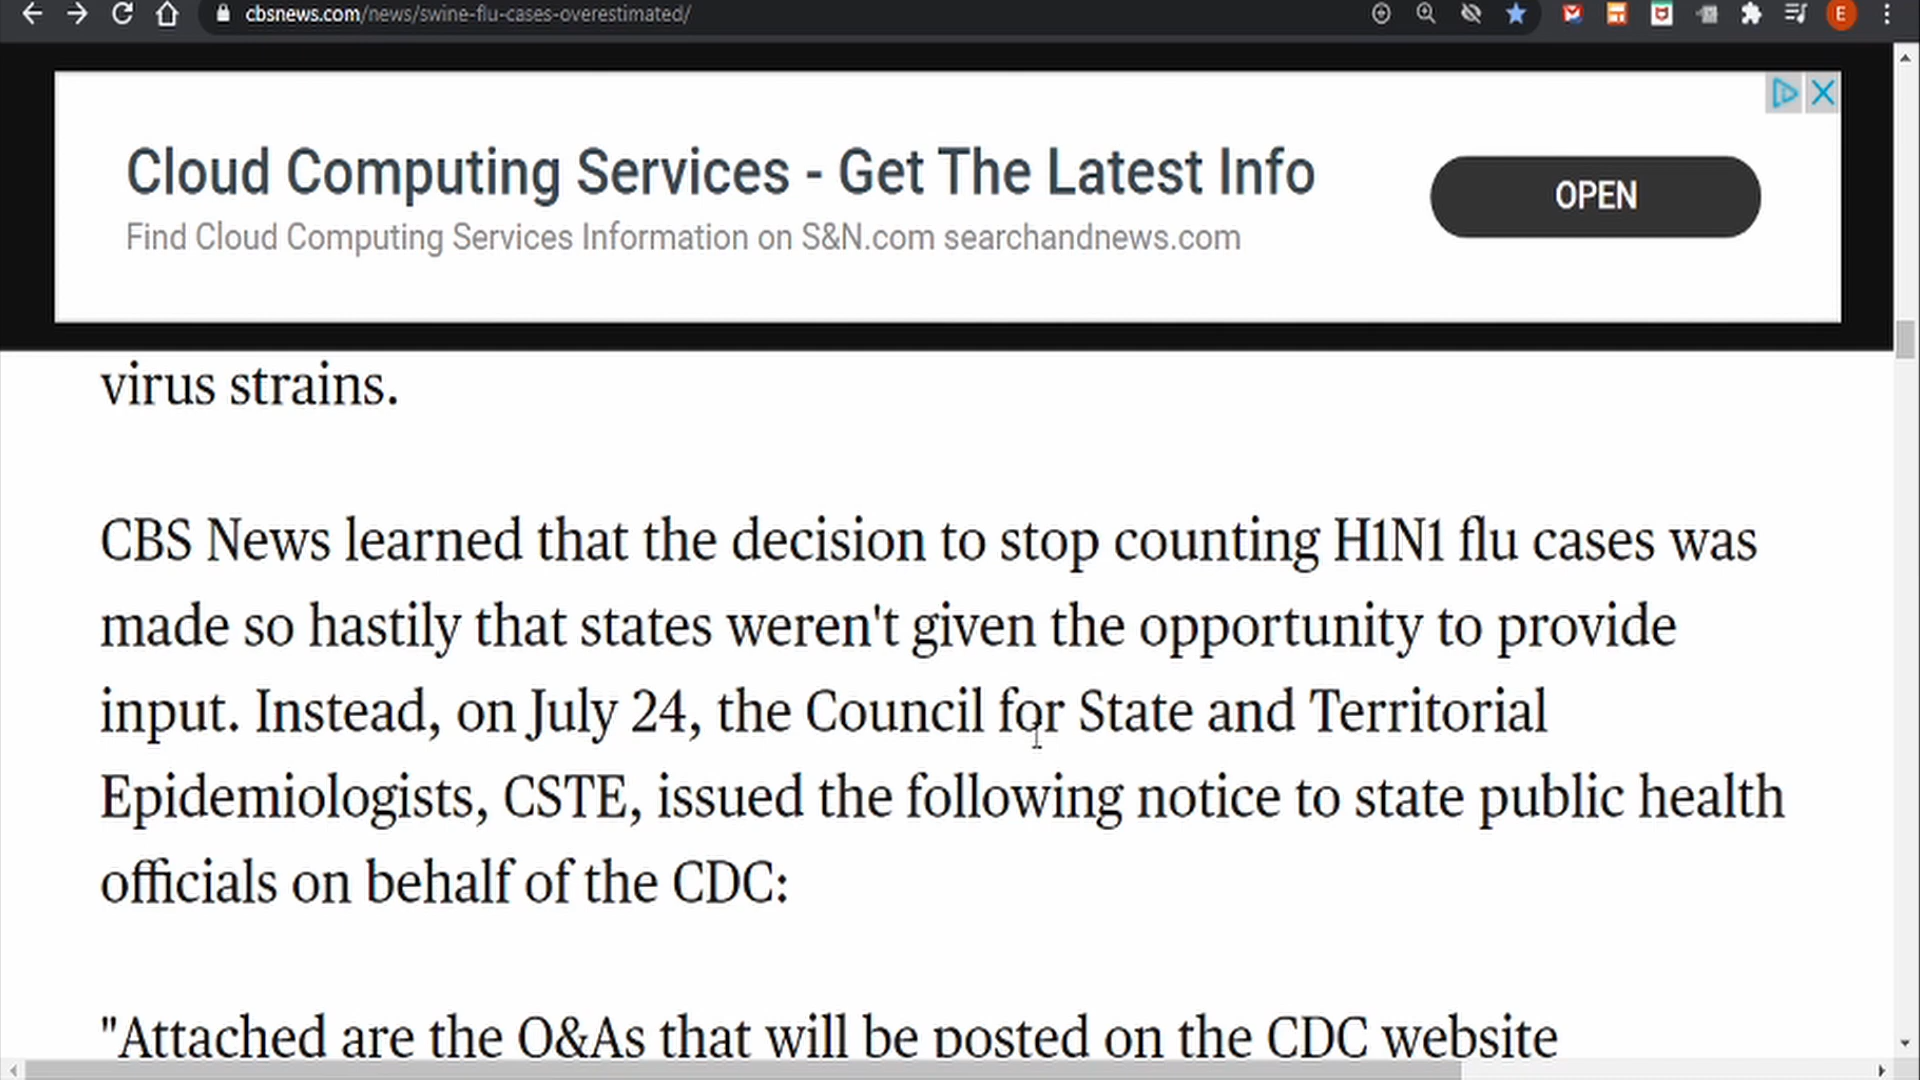 cbsnews.com/news/swine-flu-cases-overestimated/
E
Cloud Computing Services - Get The Latest Info
Find Cloud Computing Services Information on S&N.com searchandnews.com
OPEN
virus strains.
CBS News learned that the decision to stop counting H1N1 flu cases was
made so hastily that states weren't given the opportunity to provide
input. Instead, on July 24, the Council for State and Territorial
Epidemiologists, CSTE, issued the following notice to state public health
officials on behalf of the CDC:
"Attached are the Q&As that will be posted on the CDC website